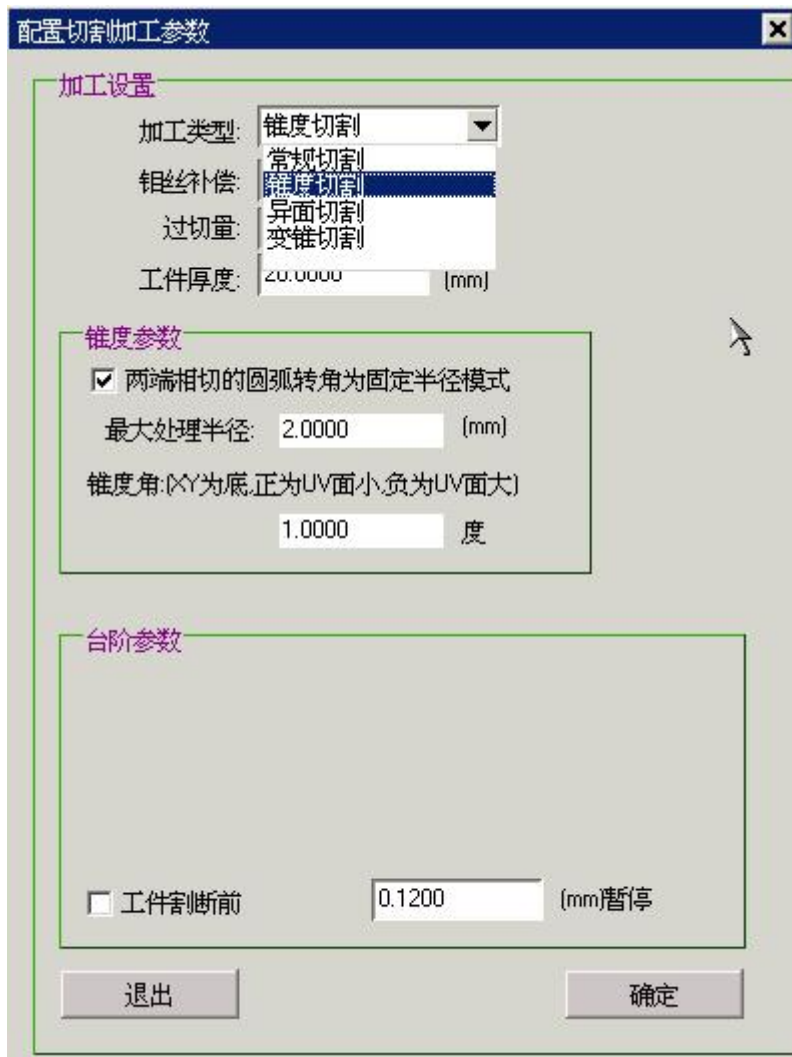 配置切割加工参数
加工设置
加工类型: 锥度切割
常规切割
钼丝补偿: 锥度切割
异面切割
过切量: 变锥切割
工件厚度: 20.0000 (mm)
锥度参数
两端相切的圆弧转角为固定半径模式
最大处理半径: 2.0000 (mm)
锥度角:(XY为底,正为UV面小,负为UV面大)
1.0000 度
台阶参数
工件割断前 0.1200 (mm)暂停
退出 确定